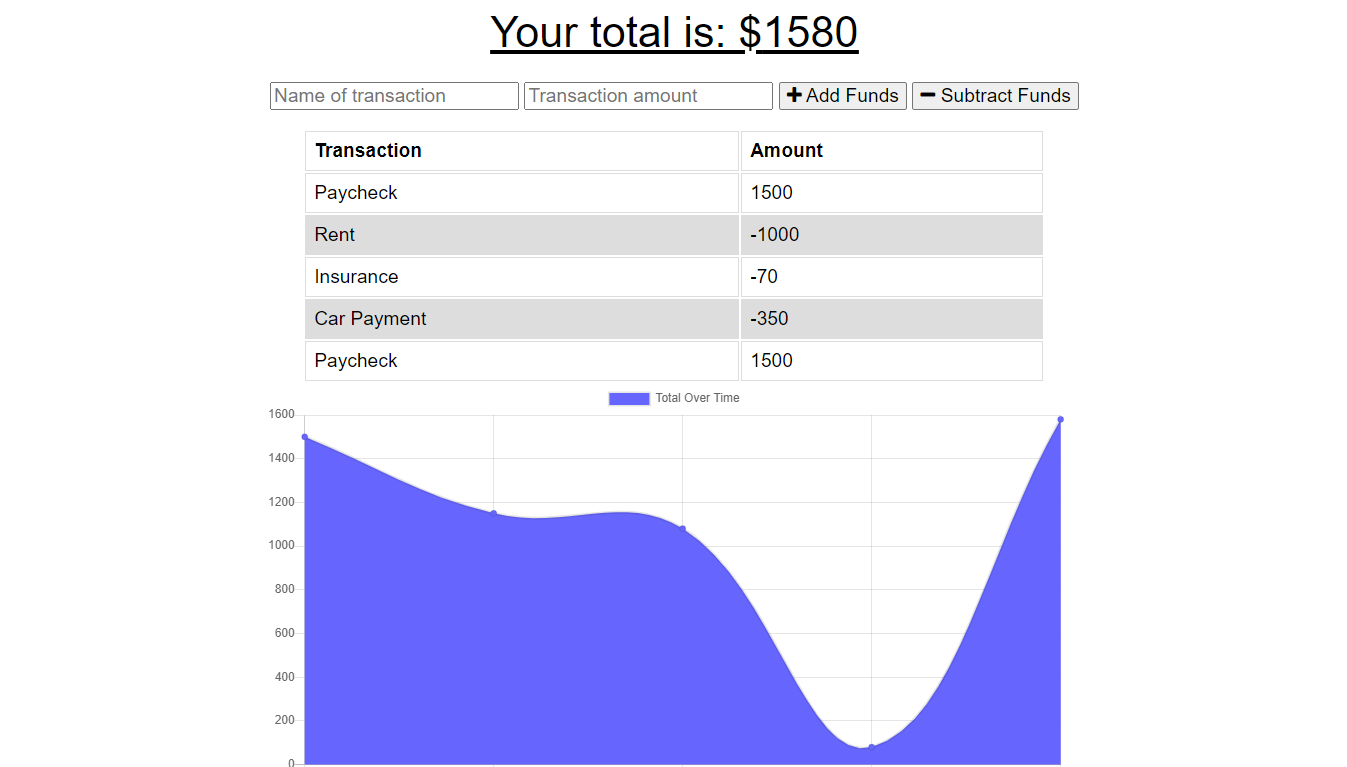 Your total is: $1580
Name of transaction Transaction amount Add Funds Subtract Funds
Transaction Amount
Paycheck 1500
Rent -1000
Insurance -70
Car Payment -350
Paycheck 1500
Total Over Time
1600
1400
1200
1000
800
600
400
200
0